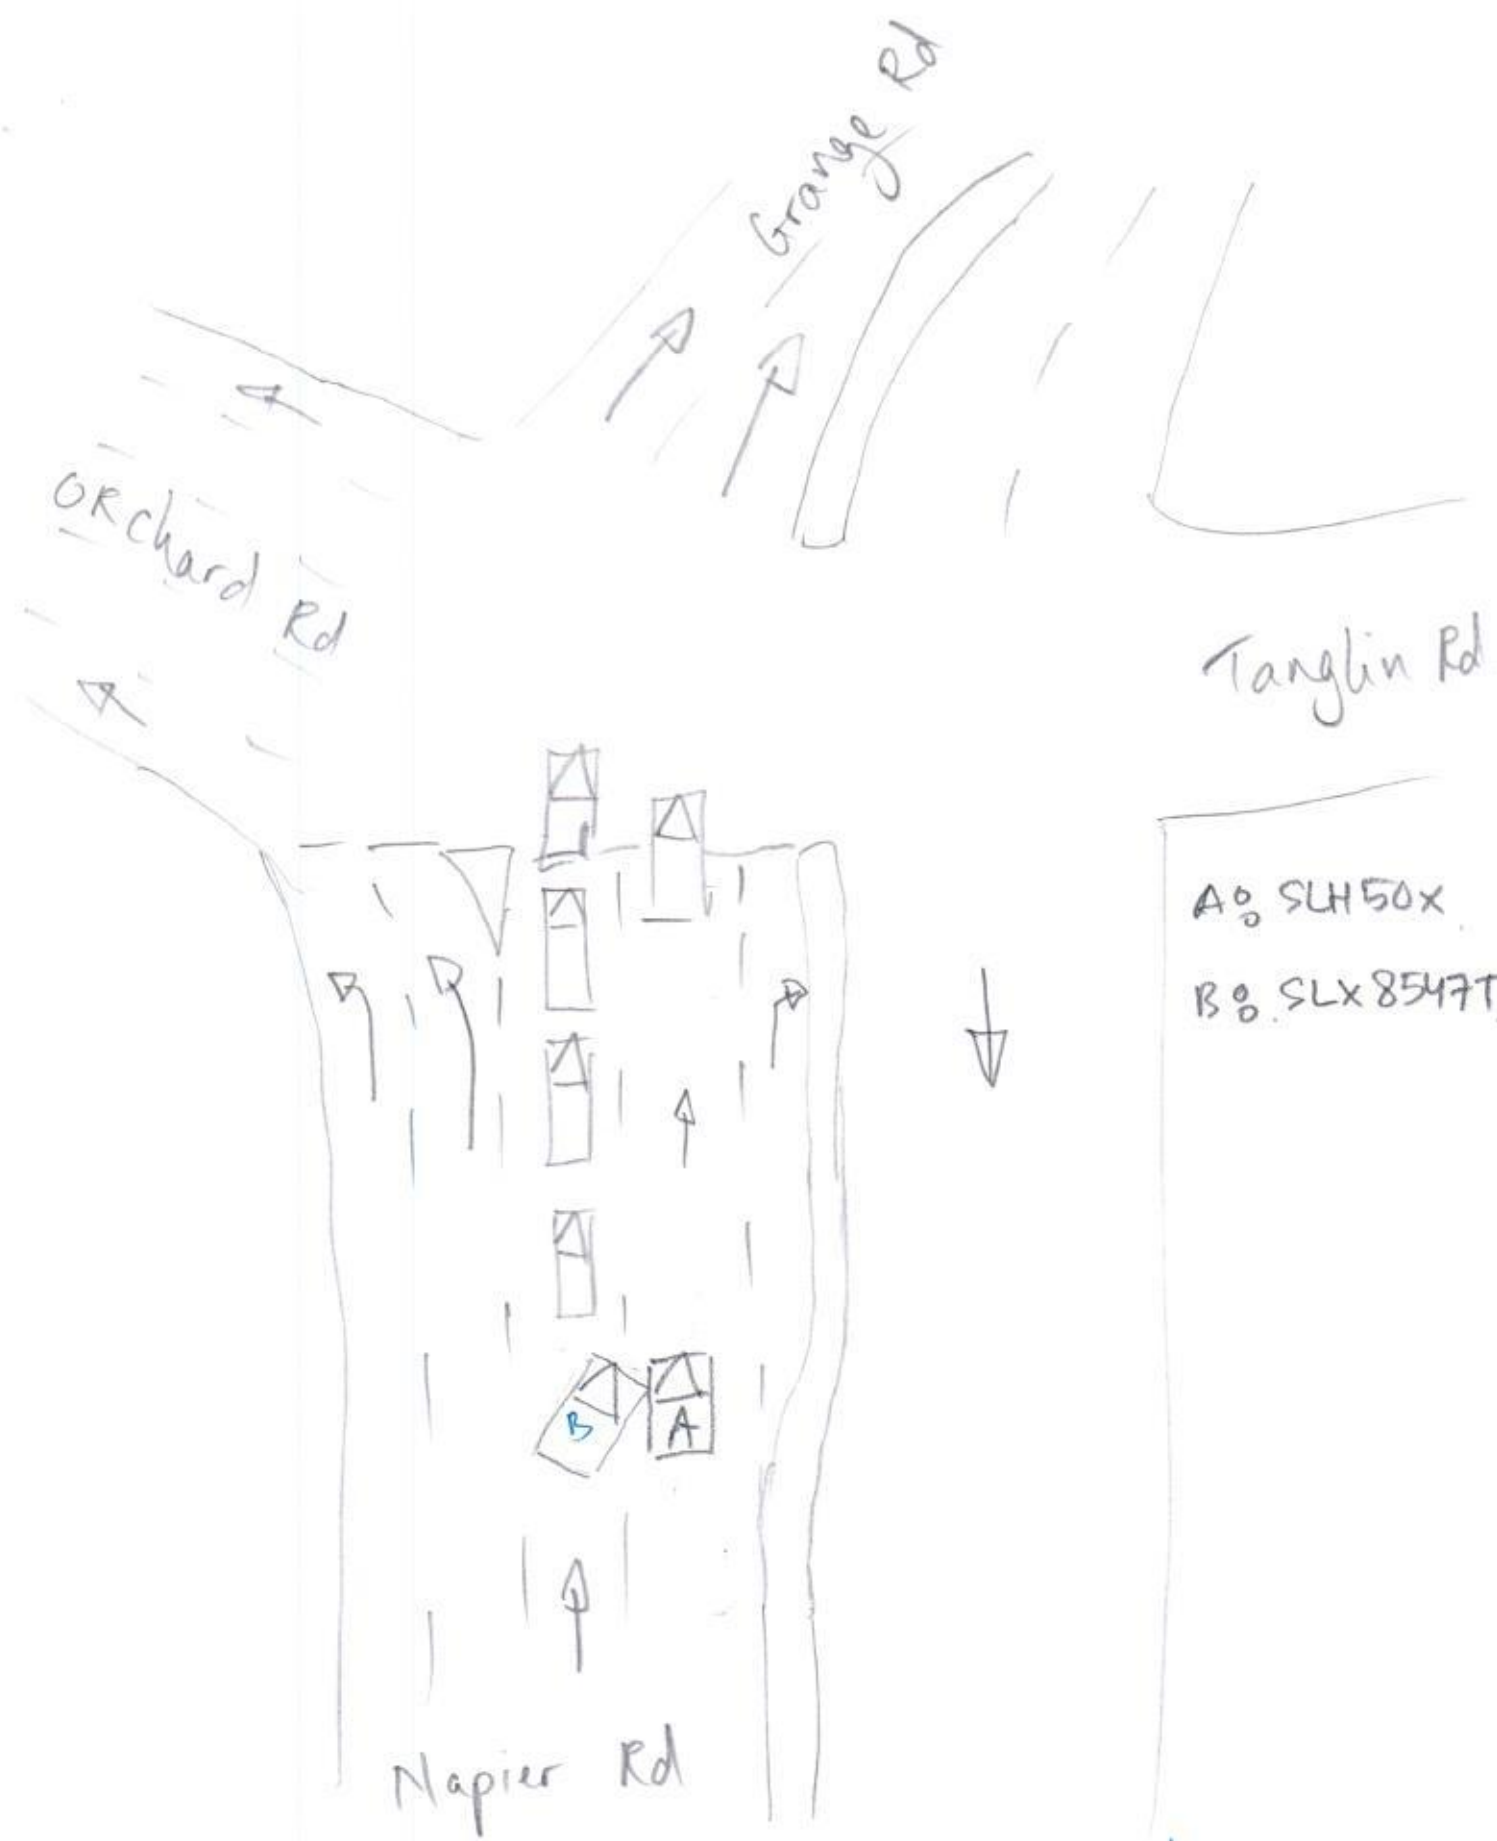 Grange Rd
ORchard Rd
Tanglin Rd
A: SLH50X
B: SLX8547T
B
A
Napier Rd